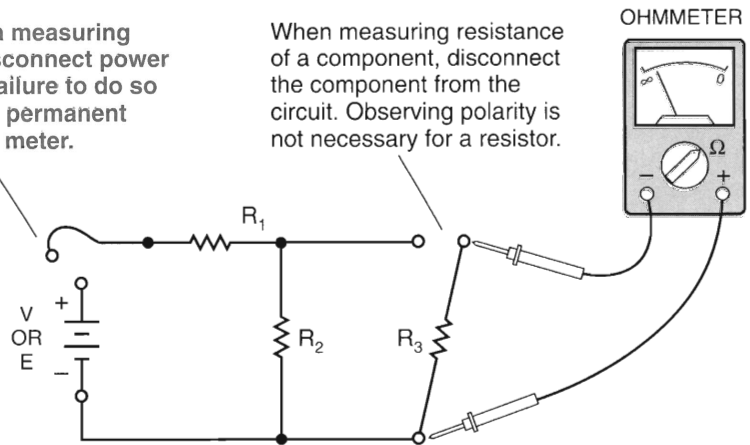 measuring
sconnect power
ailure to do so
permanent
meter.
When measuring resistance
of a component, disconnect
the component from the
circuit. Observing polarity is
not necessary for a resistor.
OHMMETER
∞ 0
Ω
− +
R1
V
OR
E
+
−
R2
R3